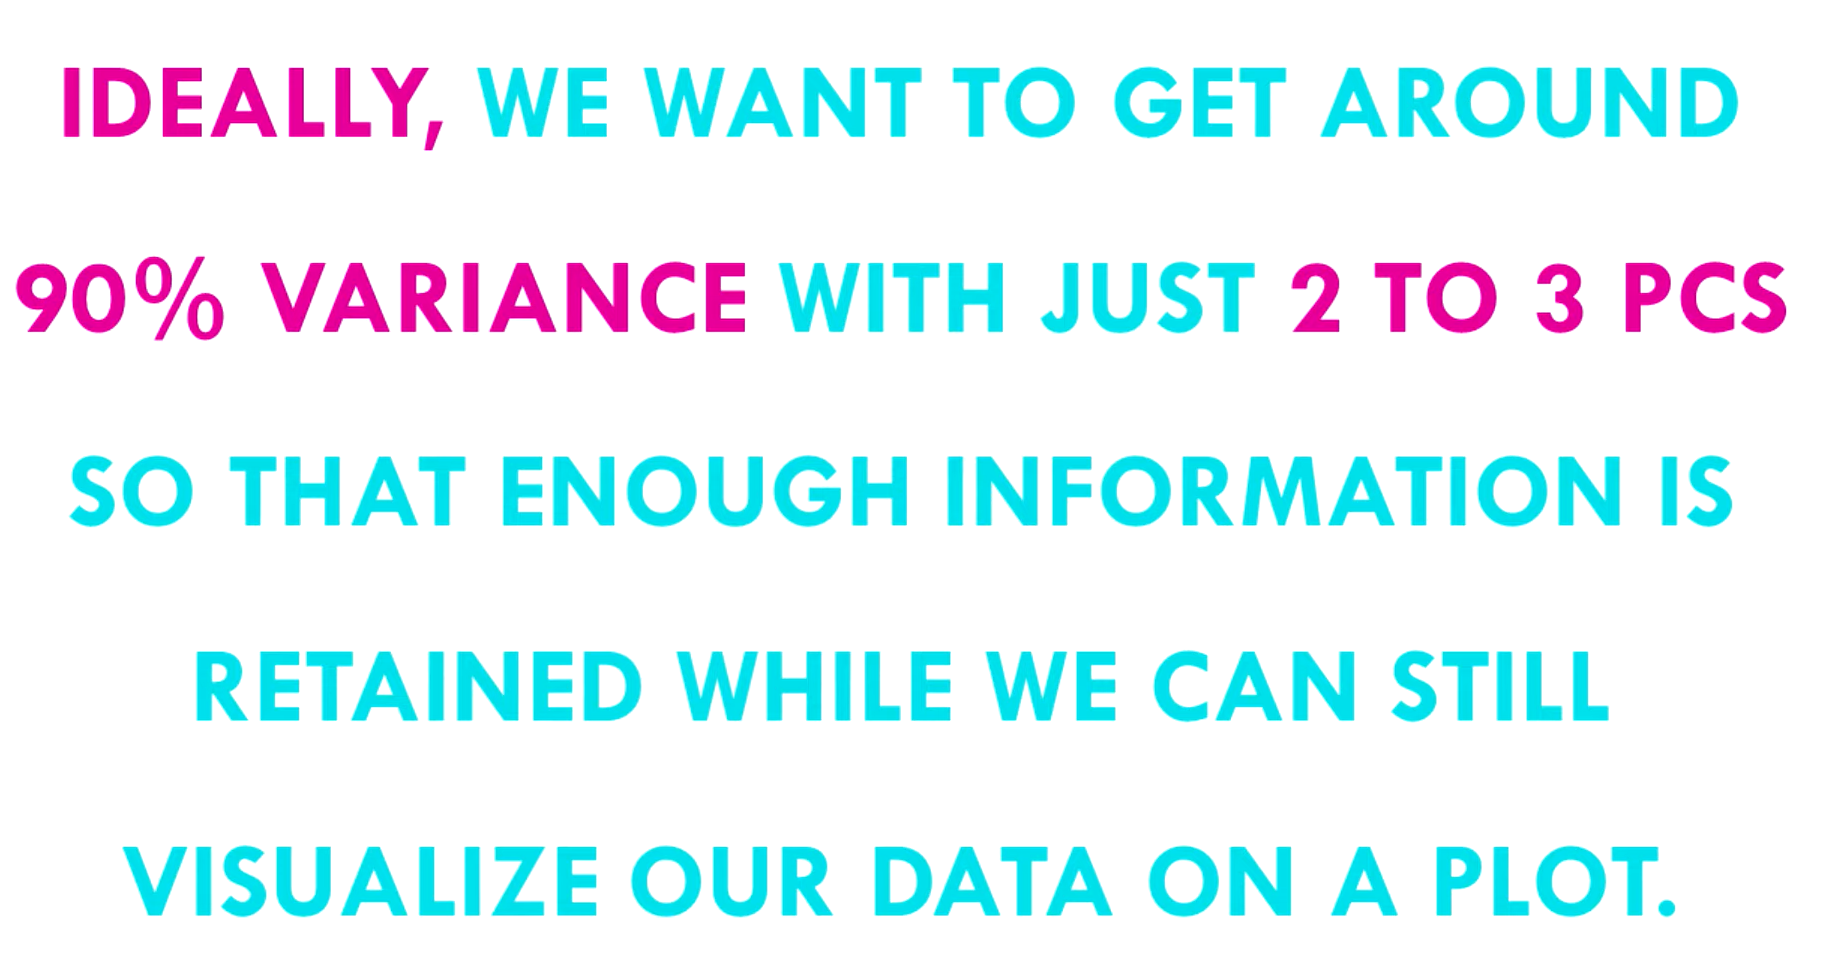 IDEALLY, WE WANT TO GET AROUND
90% VARIANCE WITH JUST 2 TO 3 PCS
SO THAT ENOUGH INFORMATION IS
RETAINED WHILE WE CAN STILL
VISUALIZE OUR DATA ON A PLOT.